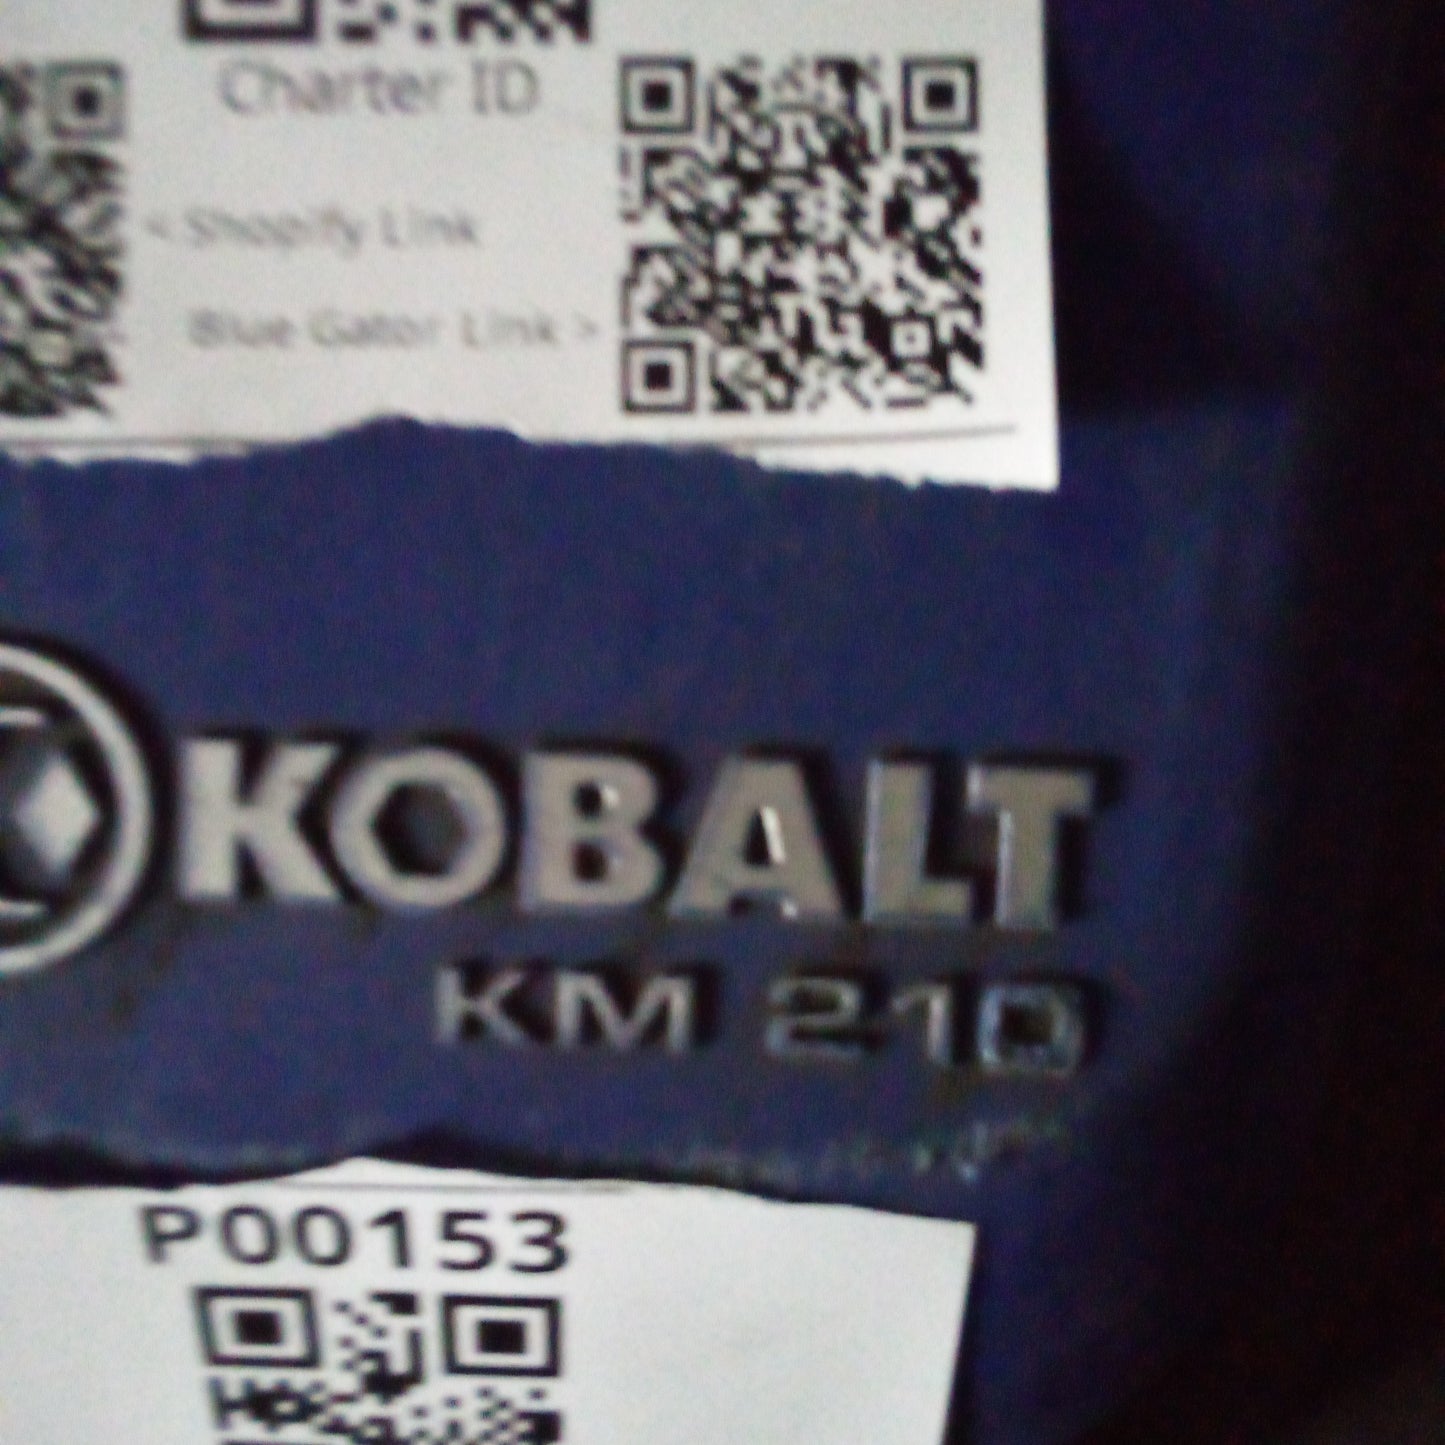 Charter ID
< Shopify Link
Blue Gator Link >
KOBALT
KM 210
P00153